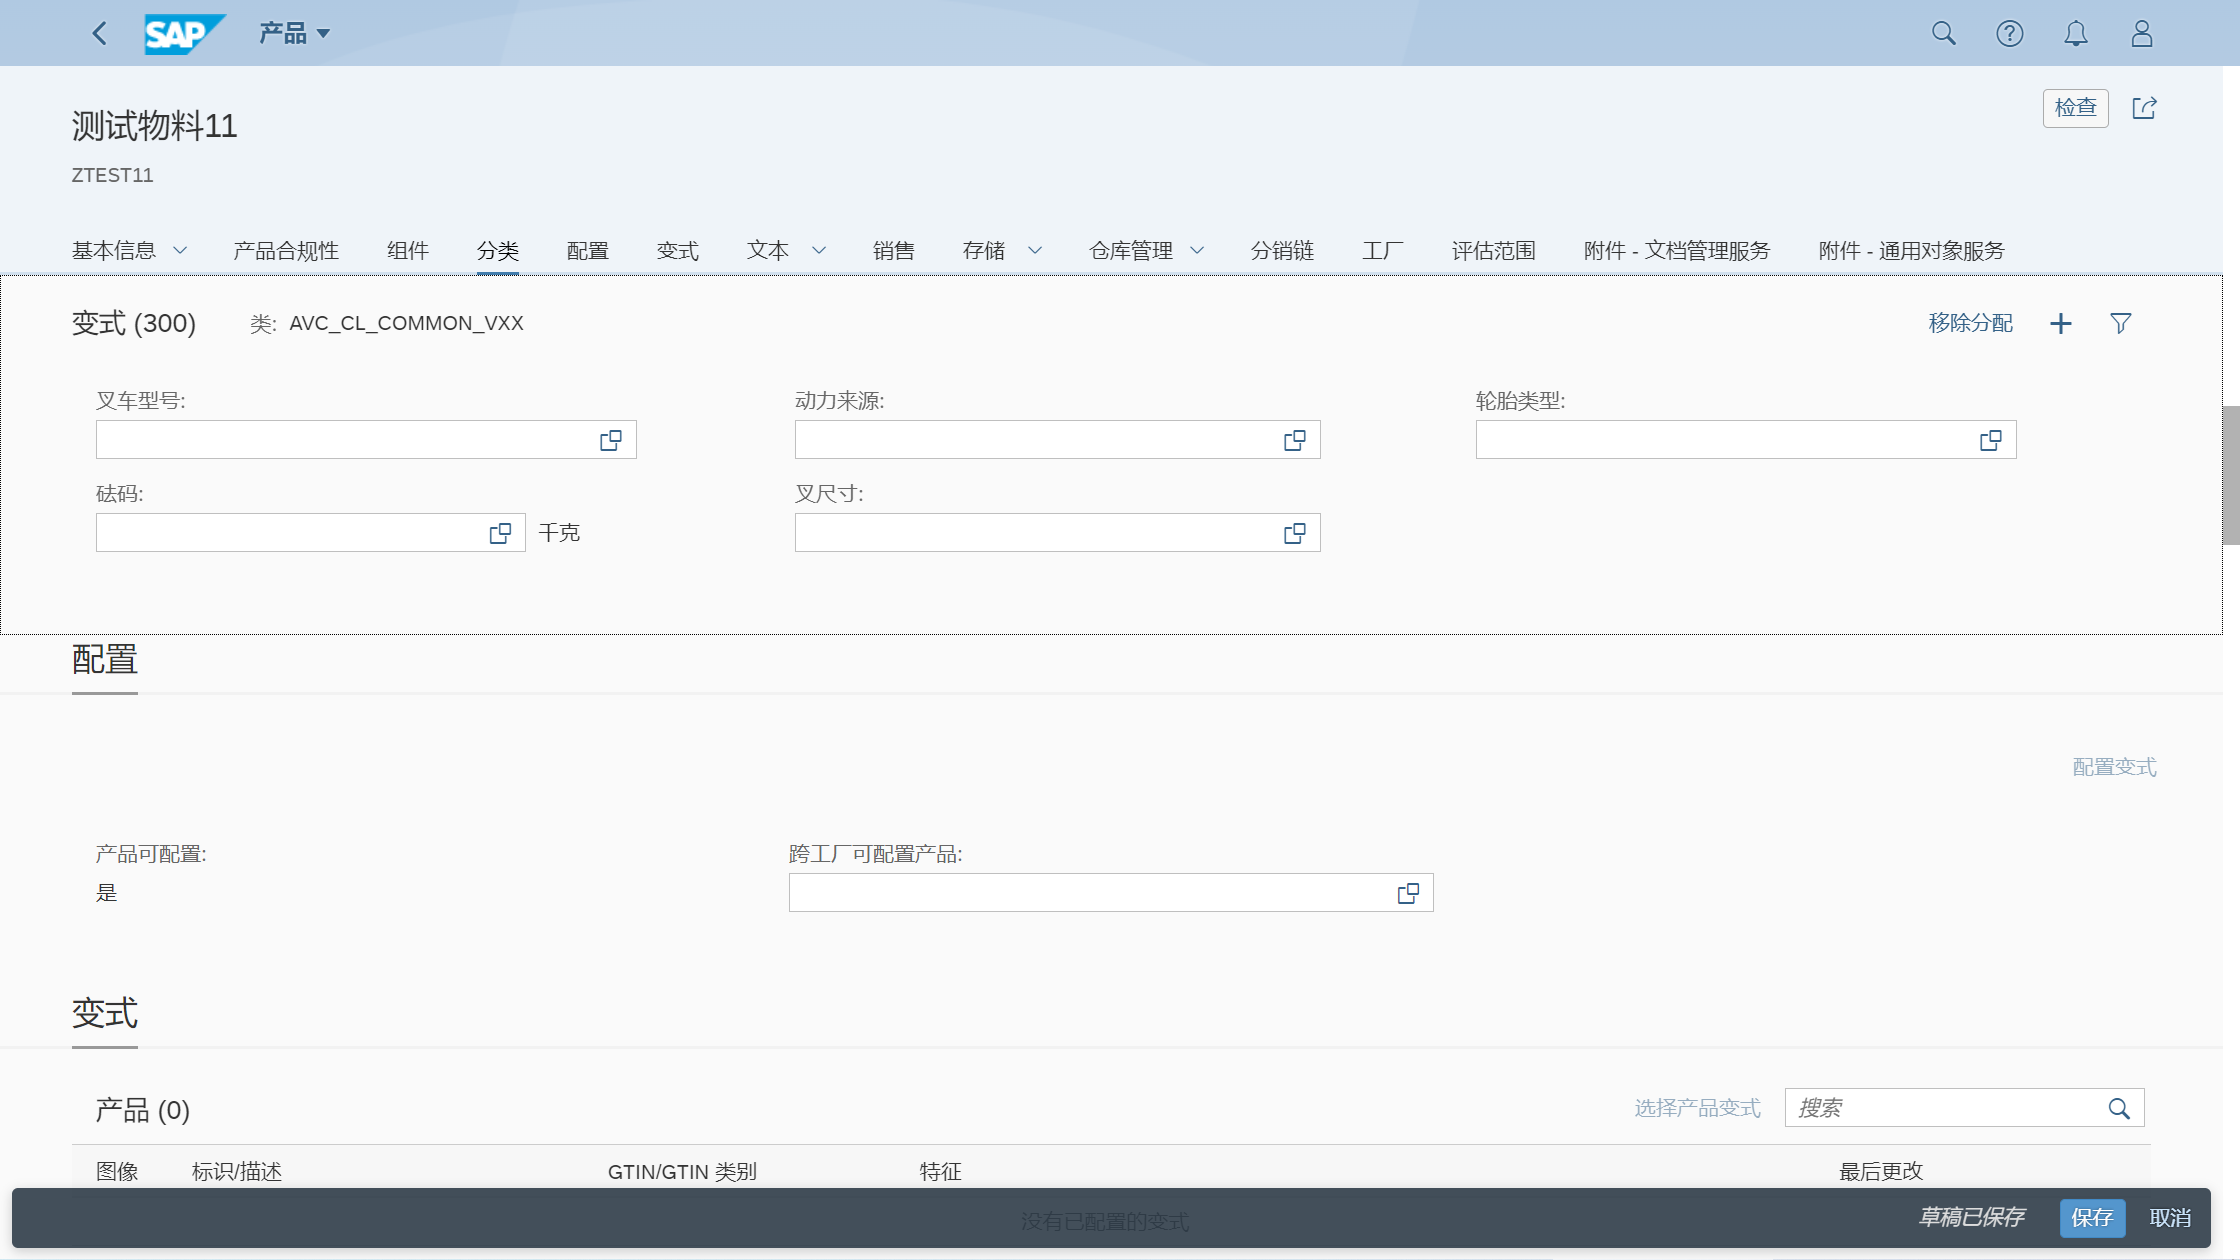 SAP 产品
测试物料11
检查
ZTEST11
基本信息 产品合规性 组件 分类 配置 变式 文本 销售 存储 仓库管理 分销链 工厂 评估范围 附件 - 文档管理服务 附件 - 通用对象服务
变式 (300) 类: AVC_CL_COMMON_VXX 移除分配
叉车型号: 动力来源: 轮胎类型:
砝码: 叉尺寸:
千克
配置
配置变式
产品可配置: 跨工厂可配置产品:
是
变式
产品 (0) 选择产品变式 搜索
图像 标识/描述 GTIN/GTIN 类别 特征 最后更改
没有已配置的变式 草稿已保存 保存 取消